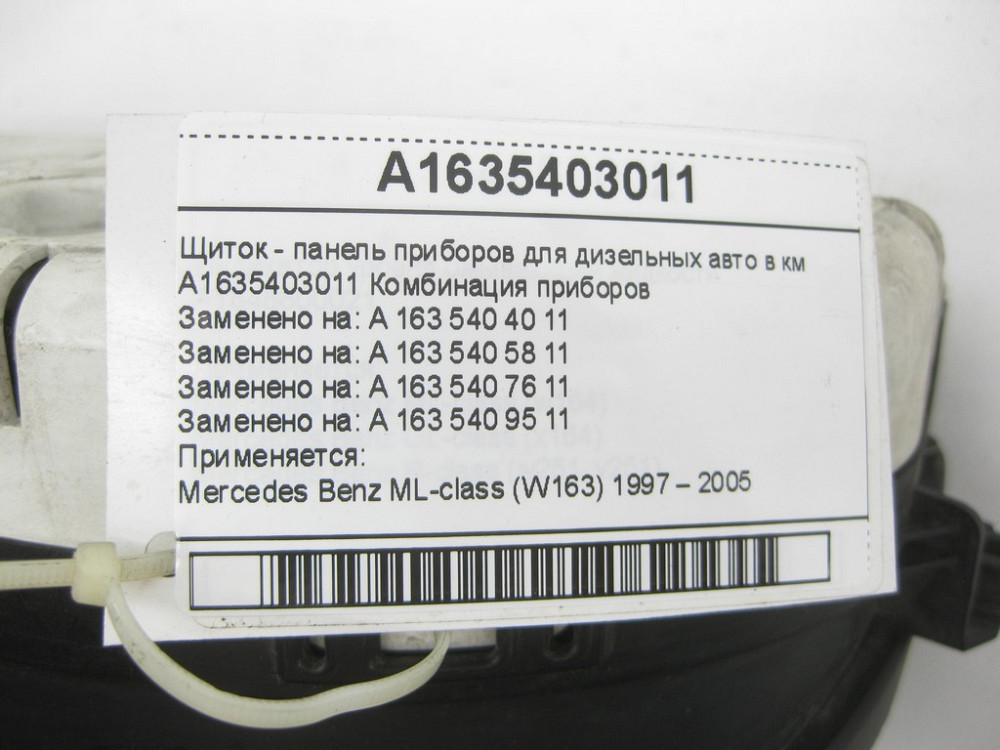 A1635403011
Щиток - панель приборов для дизельных авто в км
A1635403011 Комбинация приборов
Заменено на: A 163 540 40 11
Заменено на: A 163 540 58 11
Заменено на: A 163 540 76 11
Заменено на: A 163 540 95 11
Применяется:
Mercedes Benz ML-class (W163) 1997 – 2005